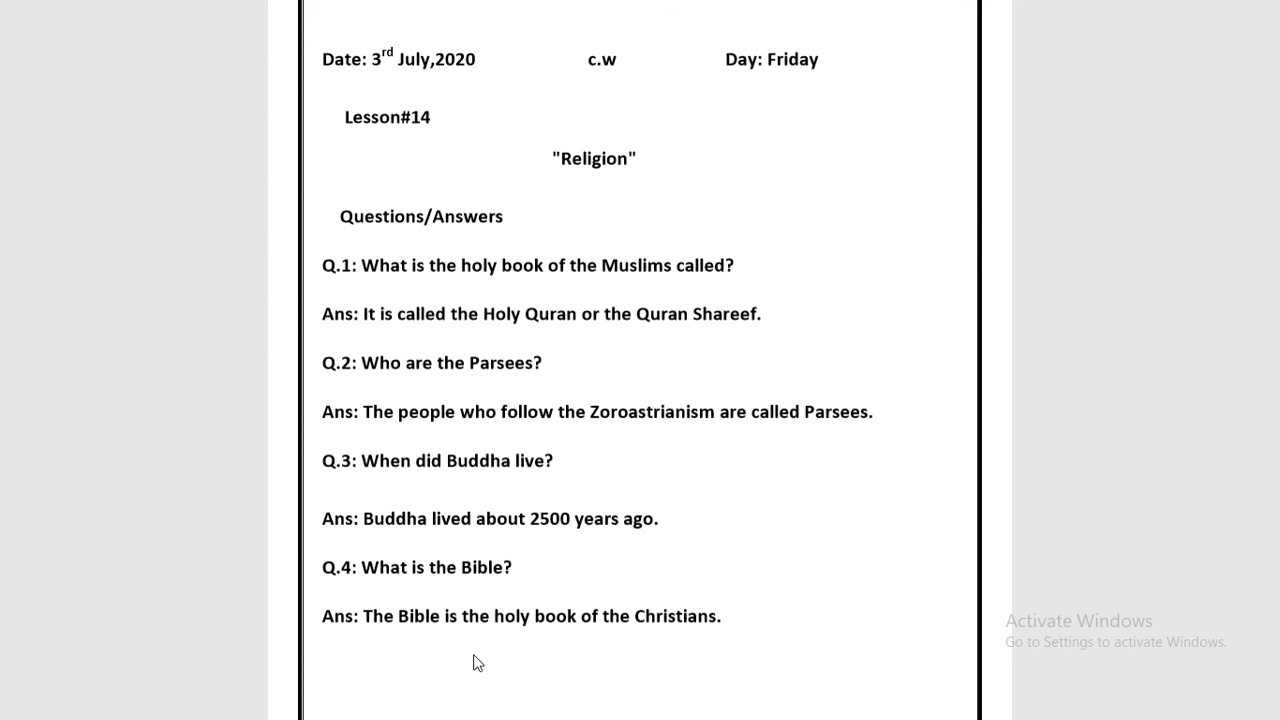 Date: 3rd July,2020 c.w Day: Friday
Lesson#14
"Religion"
Questions/Answers
Q.1: What is the holy book of the Muslims called?
Ans: It is called the Holy Quran or the Quran Shareef.
Q.2: Who are the Parsees?
Ans: The people who follow the Zoroastrianism are called Parsees.
Q.3: When did Buddha live?
Ans: Buddha lived about 2500 years ago.
Q.4: What is the Bible?
Ans: The Bible is the holy book of the Christians.
Activate Windows
Go to Settings to activate Windows.